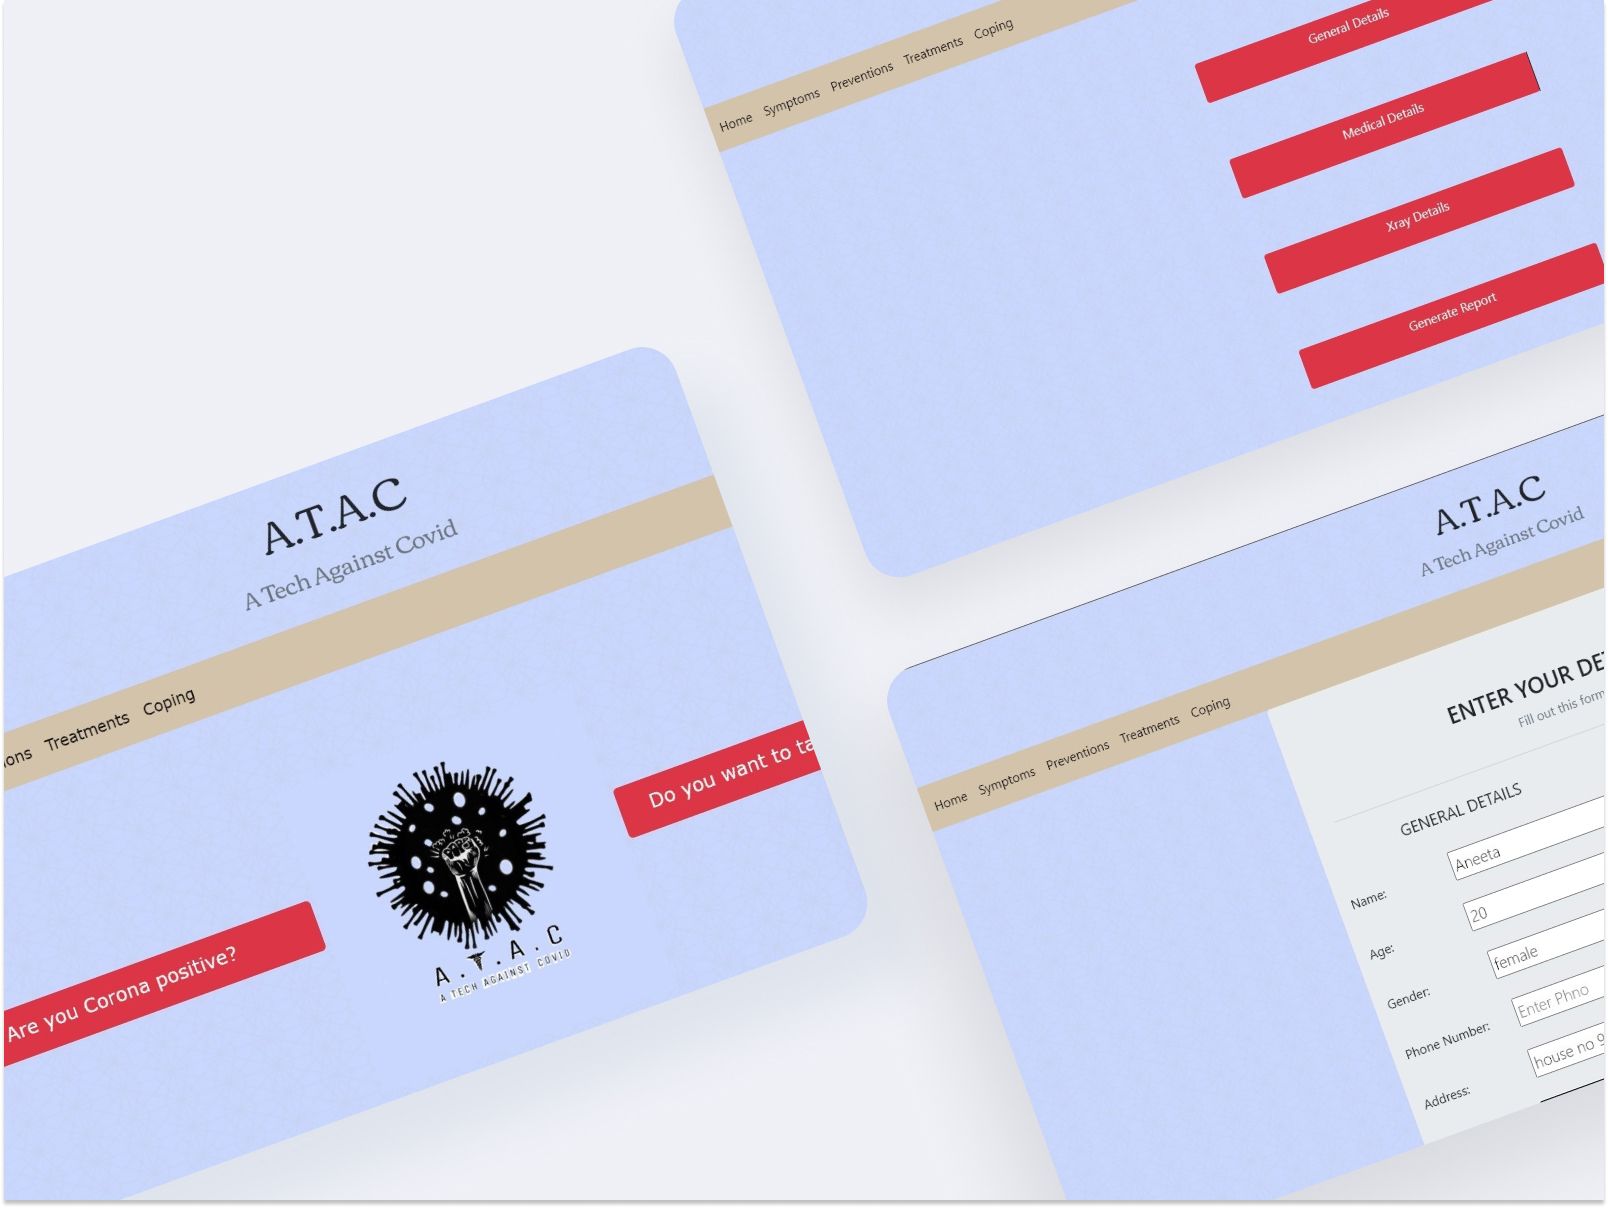 Home Symptoms Preventions Treatments Coping
General Details
Medical Details
Xray Details
Generate Report
A.T.A.C
A Tech Against Covid
Treatments Coping
Are you Corona positive?
Do you want to
A.T.A.C
A TECH AGAINST COVID
A.T.A.C
A Tech Against Covid
Home Symptoms Preventions Treatments Coping
ENTER YOUR
Fill out this form
GENERAL DETAILS
Name: Aneeta
Age: 20
Gender: female
Phone Number: Enter Phno
Address: house no 9